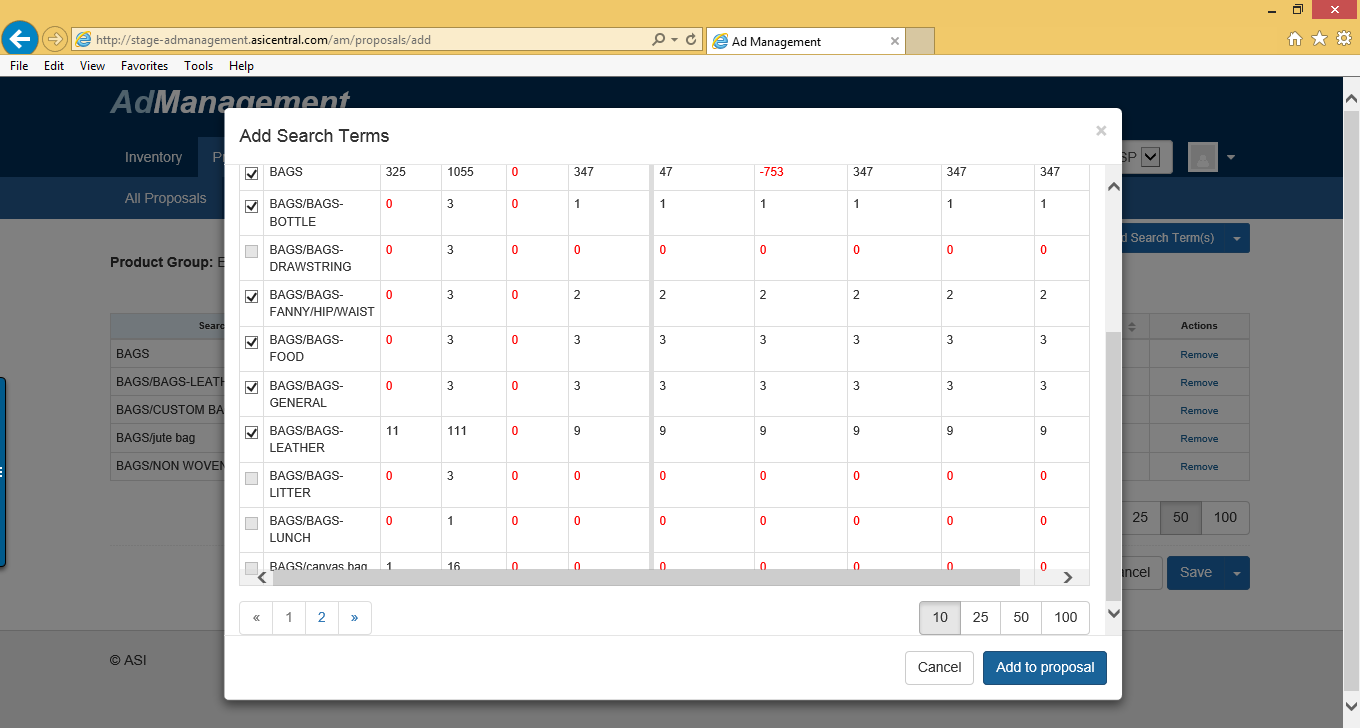 http://stage-admanagement.asicentral.com/am/proposals/add
Ad Management
File Edit View Favorites Tools Help
AdManagement
Add Search Terms ×
Inventory
All Proposals
Search Term(s)
Product Group:
Actions
BAGS Remove
BAGS/BAGS-LEATH Remove
BAGS/CUSTOM BA Remove
BAGS/jute bag Remove
BAGS/NON WOVEN Remove
BAGS 325 1055 0 347 47 -753 347 347 347
BAGS/BAGS- 0 3 0 1 1 1 1 1 1
BOTTLE
BAGS/BAGS- 0 3 0 0 0 0 0 0 0
DRAWSTRING
BAGS/BAGS- 0 3 0 2 2 2 2 2 2
FANNY/HIP/WAIST
BAGS/BAGS- 0 3 0 3 3 3 3 3 3
FOOD
BAGS/BAGS- 0 3 0 3 3 3 3 3 3
GENERAL
BAGS/BAGS- 11 111 0 9 9 9 9 9 9
LEATHER
BAGS/BAGS- 0 3 0 0 0 0 0 0 0
LITTER
BAGS/BAGS- 0 1 0 0 0 0 0 0 0
LUNCH
BAGS/canvas bag 1 16 0 0 0 0 0 0 0
« 1 2 » 10 25 50 100
25 50 100
Cancel Add to proposal
Save
© ASI